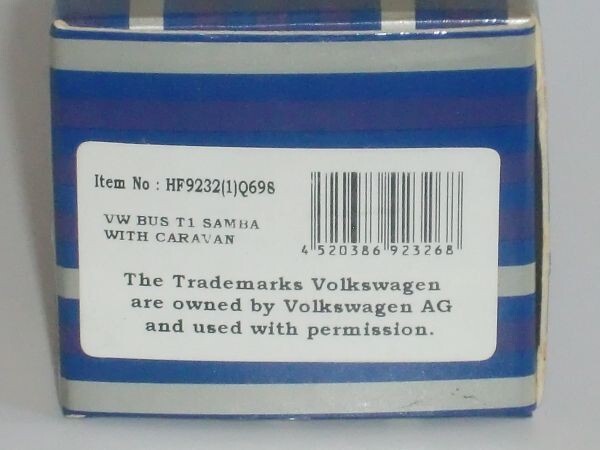 Item No : HF9232(1)Q698
VW BUS T1 SAMBA
WITH CARAVAN
4 520386 923268
The Trademarks Volkswagen
are owned by Volkswagen AG
and used with permission.